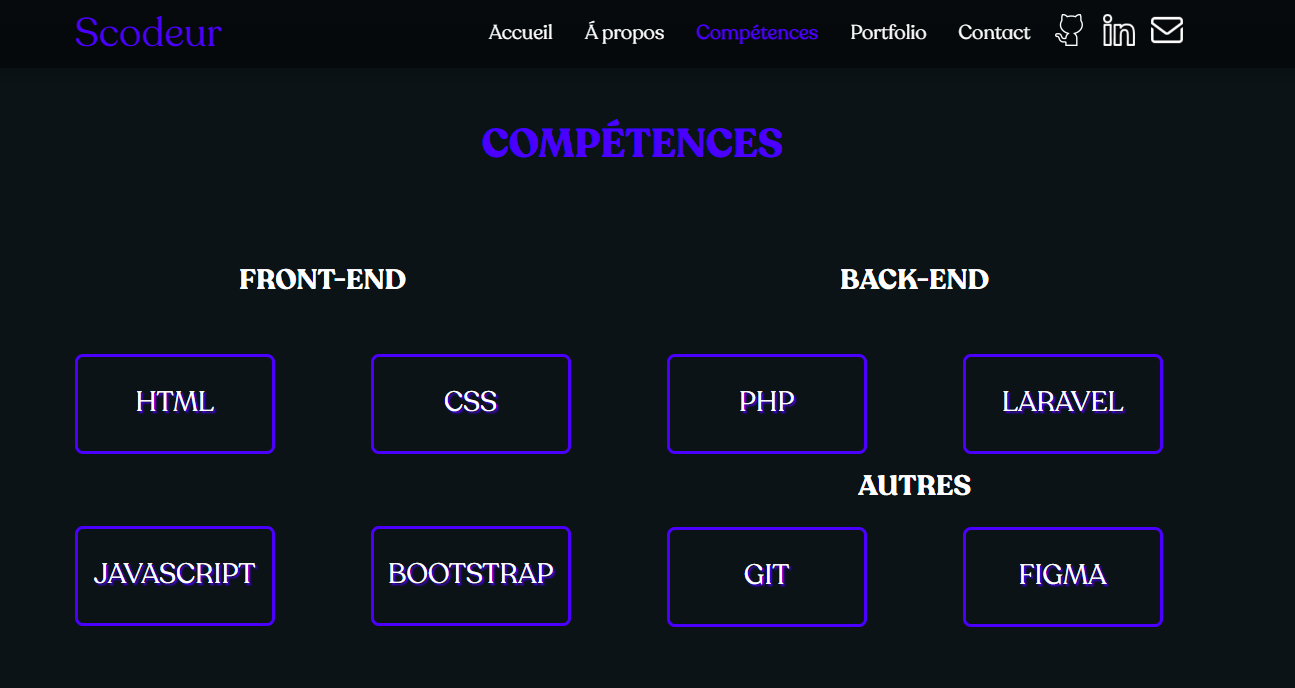 Scodeur
Accueil
Á propos
Compétences
Portfolio
Contact
in
COMPÉTENCES
FRONT-END
BACK-END
HTML
CSS
PHP
LARAVEL
AUTRES
JAVASCRIPT
BOOTSTRAP
GIT
FIGMA